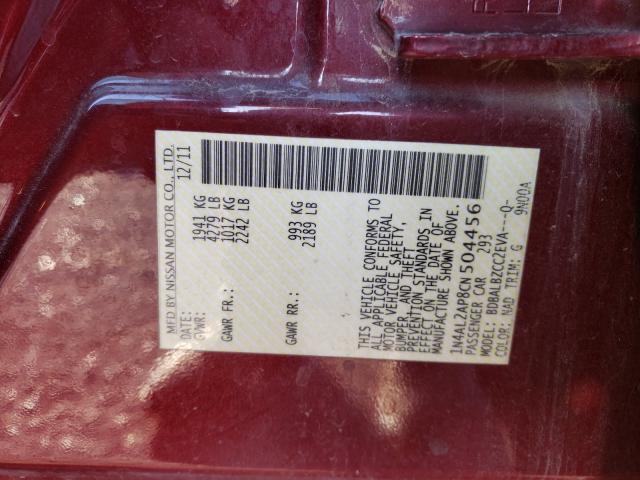 MFD BY NISSAN MOTOR CO., LTD.
DATE: 12/11
GVWR: 1941 KG
4279 LB
GAWR FR: 1017 KG
2242 LB
GAWR RR: 993 KG
2189 LB
THIS VEHICLE CONFORMS TO
ALL APPLICABLE FEDERAL
MOTOR VEHICLE SAFETY,
BUMPER, AND THEFT
PREVENTION STANDARDS IN
EFFECT ON THE DATE OF
MANUFACTURE SHOWN ABOVE.
1N4AL2AP8CN504456
PASSENGER CAR 293
MODEL: BDBALBZCC2EVA---Q-
COLOR: NAD TRIM: G 9N00A